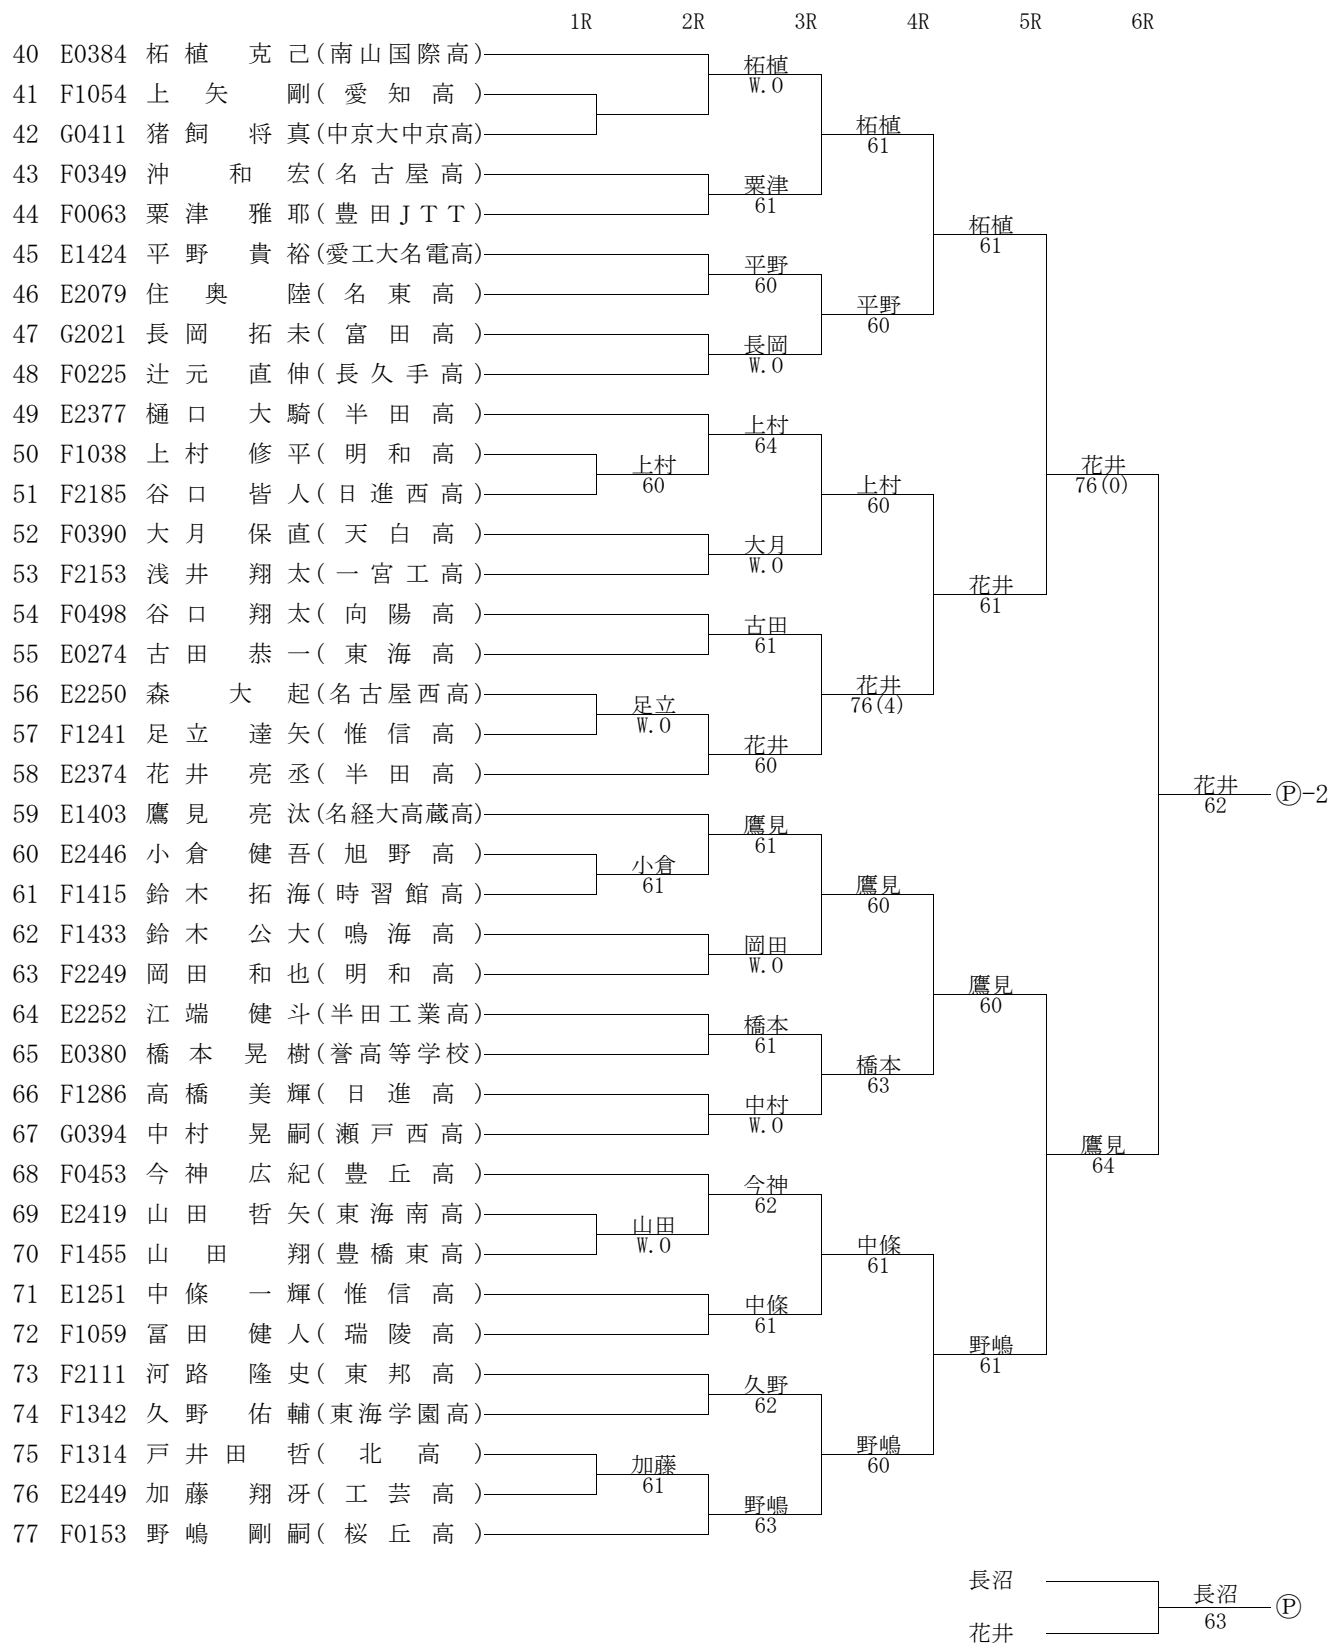 1R 2R 3R 4R 5R 6R
40 E0384 柘植 克己(南山国際高)
柘植
W.0
41 F1054 上矢 剛(愛知高)
42 G0411 猪飼 将真(中京大中京高)
柘植
61
43 F0349 沖 和宏(名古屋高)
粟津
61
44 F0063 粟津 雅耶(豊田JTT)
柘植
61
45 E1424 平野 貴裕(愛工大名電高)
平野
60
46 E2079 住奥 陸(名東高)
平野
60
47 G2021 長岡 拓未(富田高)
長岡
W.0
48 F0225 辻元 直伸(長久手高)
49 E2377 樋口 大騎(半田高)
上村
64
50 F1038 上村 修平(明和高)
上村
60
花井
76(0)
51 F2185 谷口 皆人(日進西高)
上村
60
52 F0390 大月 保直(天白高)
大月
W.0
53 F2153 浅井 翔太(一宮工高)
花井
61
54 F0498 谷口 翔太(向陽高)
古田
61
55 E0274 古田 恭一(東海高)
56 E2250 森 大起(名古屋西高)
花井
76(4)
足立
W.0
57 F1241 足立 達矢(惟信高)
花井
60
58 E2374 花井 亮丞(半田高)
花井
62
Ⓟ-2
59 E1403 鷹見 亮汰(名経大高蔵高)
鷹見
61
60 E2446 小倉 健吾(旭野高)
小倉
61
61 F1415 鈴木 拓海(時習館高)
鷹見
60
62 F1433 鈴木 公大(鳴海高)
岡田
W.0
63 F2249 岡田 和也(明和高)
鷹見
60
64 E2252 江端 健斗(半田工業高)
橋本
61
65 E0380 橋本 晃樹(誉高等学校)
橋本
63
66 F1286 高橋 美輝(日進高)
中村
W.0
67 G0394 中村 晃嗣(瀬戸西高)
鷹見
64
68 F0453 今神 広紀(豊丘高)
今神
62
69 E2419 山田 哲矢(東海南高)
山田
W.0
70 F1455 山田 翔(豊橋東高)
中條
61
71 E1251 中條 一輝(惟信高)
中條
61
72 F1059 冨田 健人(瑞陵高)
野嶋
61
73 F2111 河路 隆史(東邦高)
久野
62
74 F1342 久野 佑輔(東海学園高)
野嶋
60
75 F1314 戸井田 哲(北高)
加藤
61
76 E2449 加藤 翔冴(工芸高)
野嶋
63
77 F0153 野嶋 剛嗣(桜丘高)
長沼
長沼
63
Ⓟ
花井